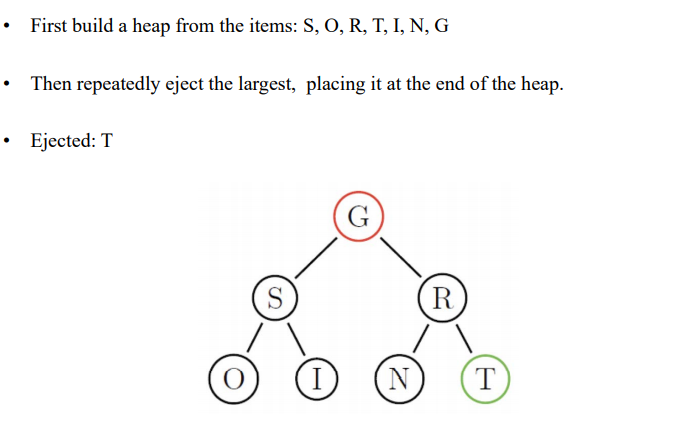 • First build a heap from the items: S, O, R, T, I, N, G
• Then repeatedly eject the largest, placing it at the end of the heap.
• Ejected: T
G
S R
O I N T